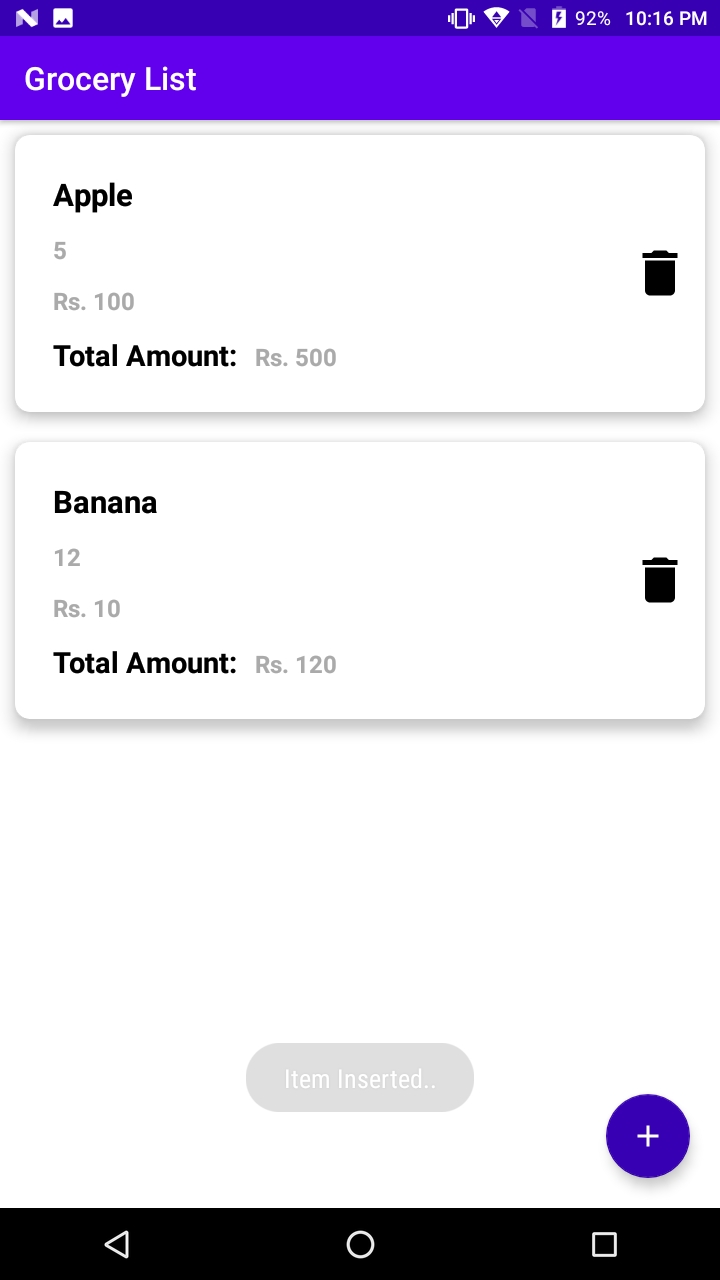 92% 10:16 PM
Grocery List
Apple
5
Rs. 100
Total Amount: Rs. 500
Banana
12
Rs. 10
Total Amount: Rs. 120
Item Inserted..